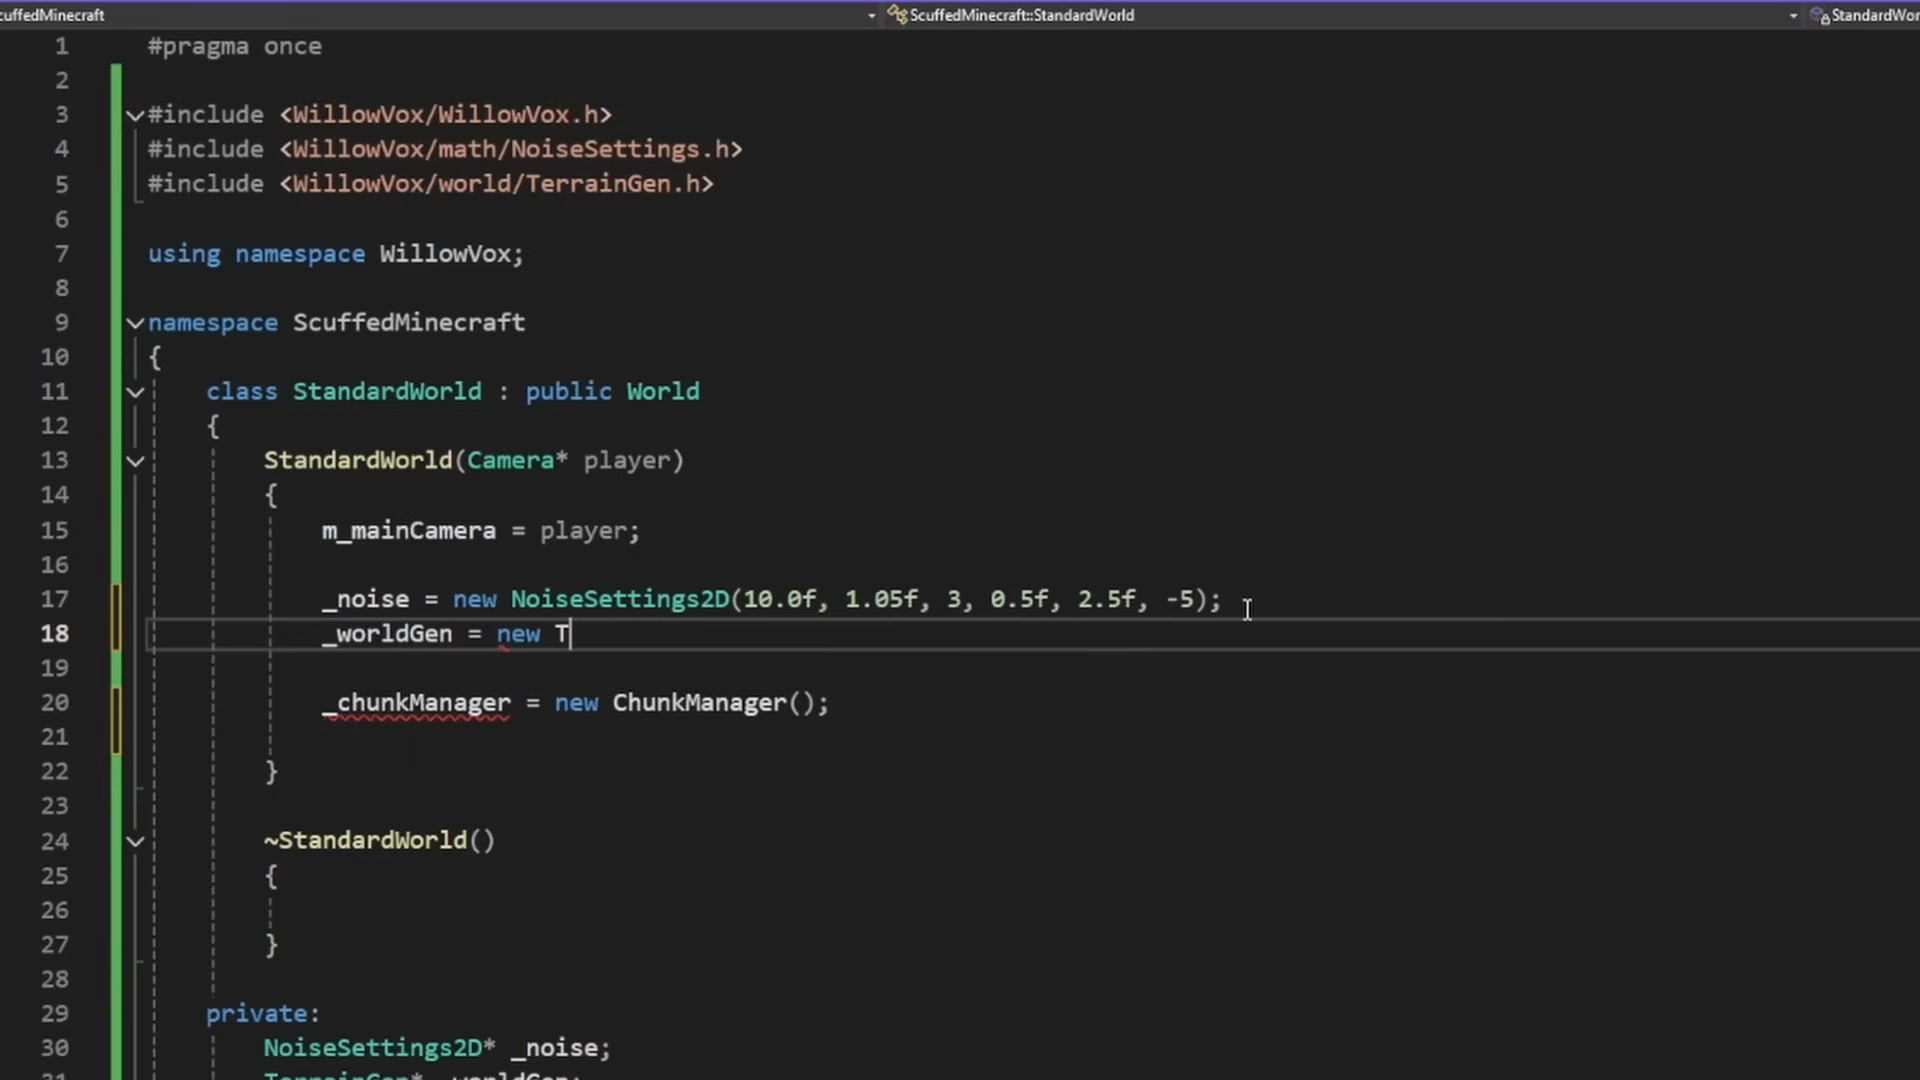 cuffedMinecraft ScuffedMinecraft::StandardWorld StandardWor
1 #pragma once
2
3 #include <WillowVox/WillowVox.h>
4 #include <WillowVox/math/NoiseSettings.h>
5 #include <WillowVox/world/TerrainGen.h>
6
7 using namespace WillowVox;
8
9 namespace ScuffedMinecraft
10 {
11 class StandardWorld : public World
12 {
13 StandardWorld(Camera* player)
14 {
15 m_mainCamera = player;
16
17 _noise = new NoiseSettings2D(10.0f, 1.05f, 3, 0.5f, 2.5f, -5);
18 _worldGen = new T
19
20 _chunkManager = new ChunkManager();
21
22 }
23
24 ~StandardWorld()
25 {
26
27 }
28
29 private:
30 NoiseSettings2D* _noise;
31 TerrainGen* _worldGen;